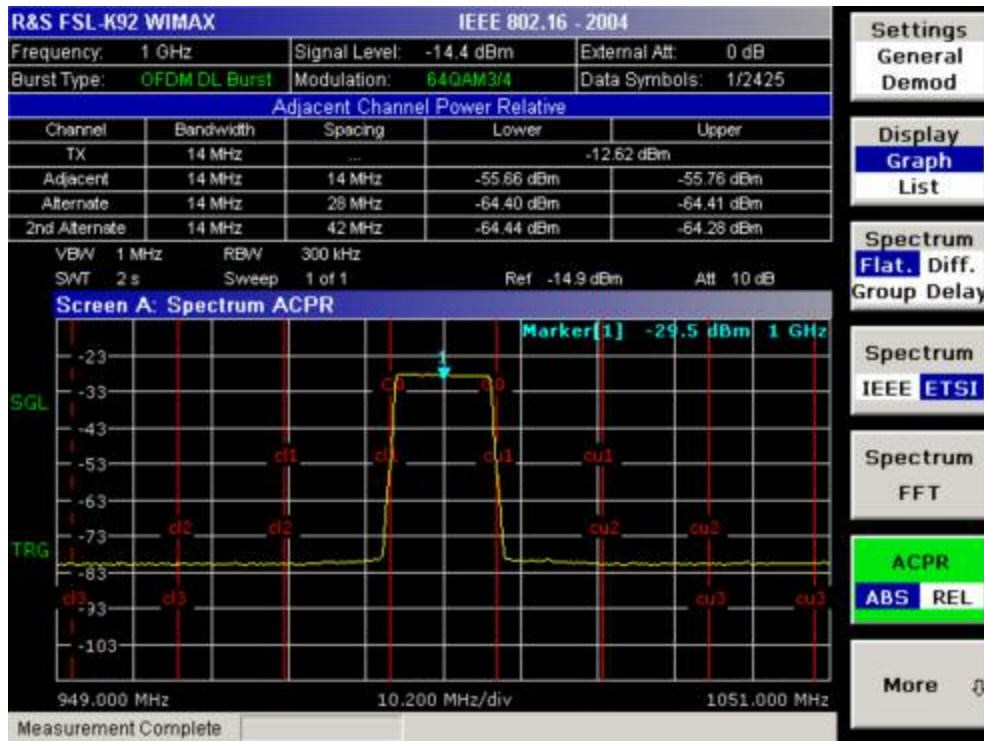 R&S FSL-K92 WIMAX IEEE 802.16 - 2004
Frequency: 1 GHz Signal Level: -14.4 dBm External Att: 0 dB
Burst Type: OFDM DL Burst Modulation: 64QAM3/4 Data Symbols: 1/2425
Adjacent Channel Power Relative
Channel Bandwidth Spacing Lower Upper
TX 14 MHz ... -12.62 dBm
Adjacent 14 MHz 14 MHz -55.66 dBm -55.76 dBm
Alternate 14 MHz 28 MHz -64.40 dBm -64.41 dBm
2nd Alternate 14 MHz 42 MHz -64.44 dBm -64.28 dBm
VBW 1 MHz RBW 300 kHz
SWT 2 s Sweep 1 of 1 Ref -14.9 dBm Att 10 dB
Screen A: Spectrum ACPR
Marker[1] -29.5 dBm 1 GHz
1
-23
C0 C0
-33
SGL
-43
cl1 cl1 cu1 cu1
-53
-63
cl2 cl2 cu2 cu2
-73
TRG
-83
cl3 cl3 cu3 cu3
-93
-103
949.000 MHz 10.200 MHz/div 1051.000 MHz
Measurement Complete
Settings
General
Demod
Display
Graph
List
Spectrum
Flat. Diff.
Group Delay
Spectrum
IEEE ETSI
Spectrum
FFT
ACPR
ABS REL
More